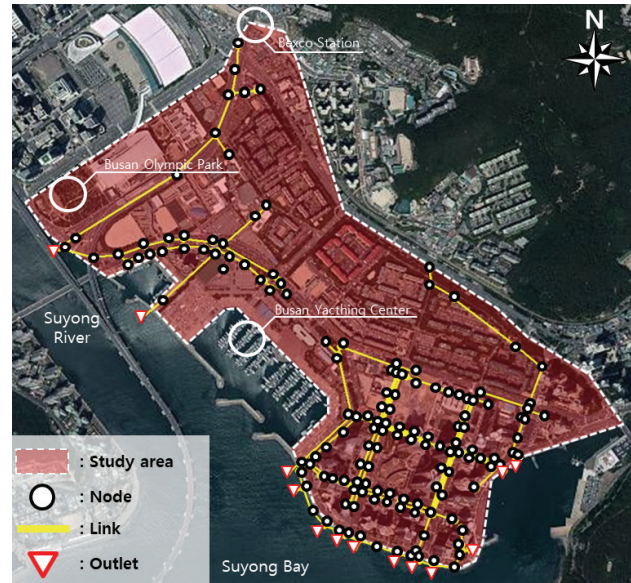 N
Bexco Station
Busan Olympic Park
Suyong
River
Busan Yacthing Center
: Study area
: Node
: Link
: Outlet
Suyong Bay